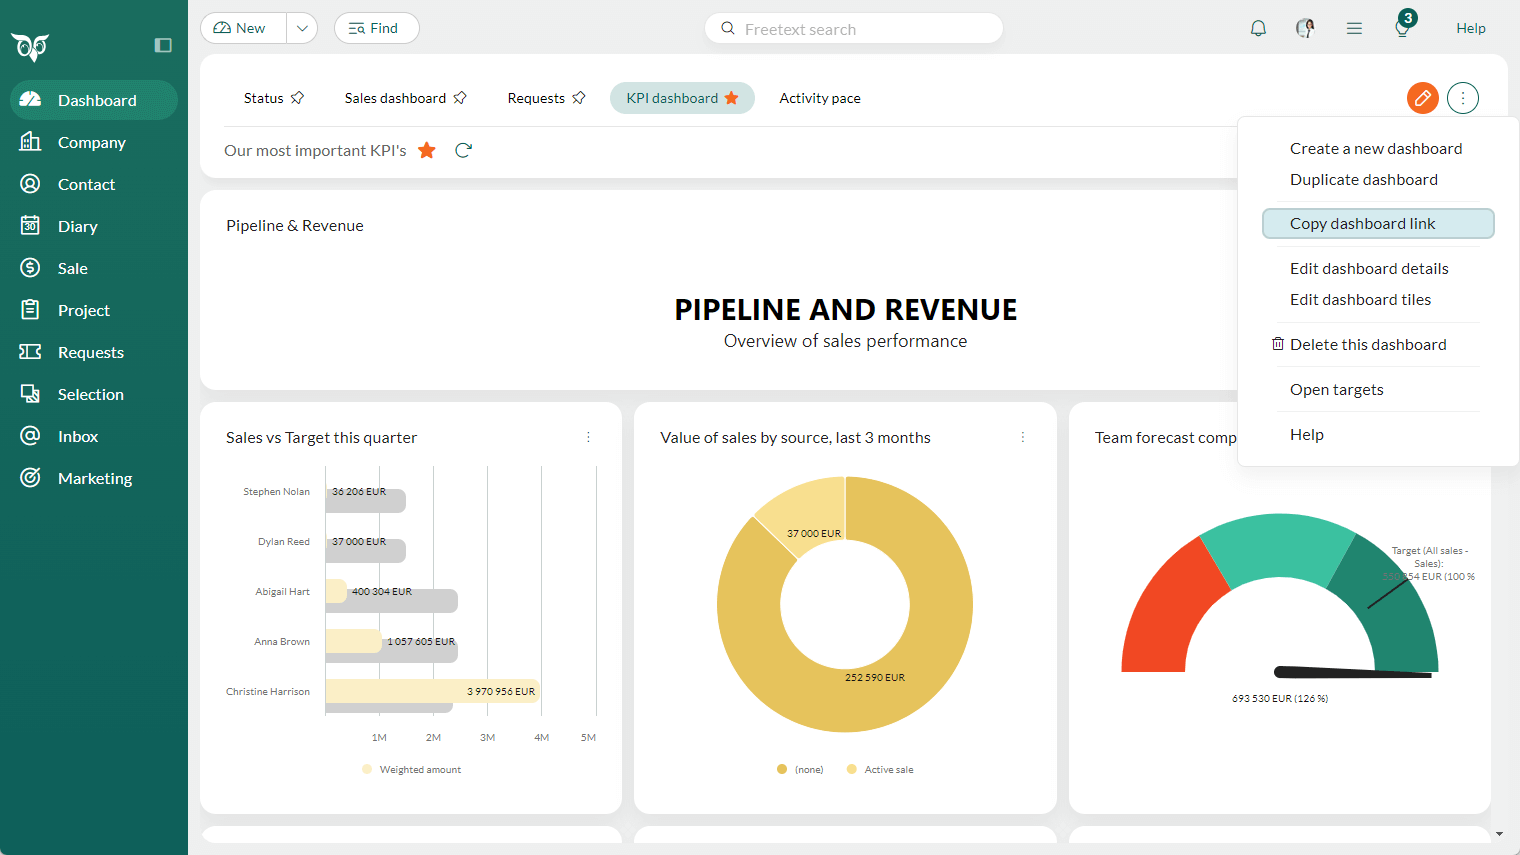 New
Find
Freetext search
3
Help
Dashboard
Company
Contact
Diary
30
Sale
Project
Requests
Selection
Inbox
Marketing
Status
Sales dashboard
Requests
KPI dashboard
Activity pace
Our most important KPI's
Create a new dashboard
Duplicate dashboard
Copy dashboard link
Edit dashboard details
Edit dashboard tiles
Delete this dashboard
Open targets
Help
Pipeline & Revenue
PIPELINE AND REVENUE
Overview of sales performance
Sales vs Target this quarter
Stephen Nolan
36 206 EUR
Dylan Reed
37 000 EUR
Abigail Hart
400 304 EUR
Anna Brown
1 057 605 EUR
Christine Harrison
3 970 956 EUR
1M
2M
3M
4M
5M
Weighted amount
Value of sales by source, last 3 months
37 000 EUR
252 590 EUR
(none)
Active sale
Team forecast comp
Target (All sales -
Sales):
EUR (100 %
693 530 EUR (126 %)